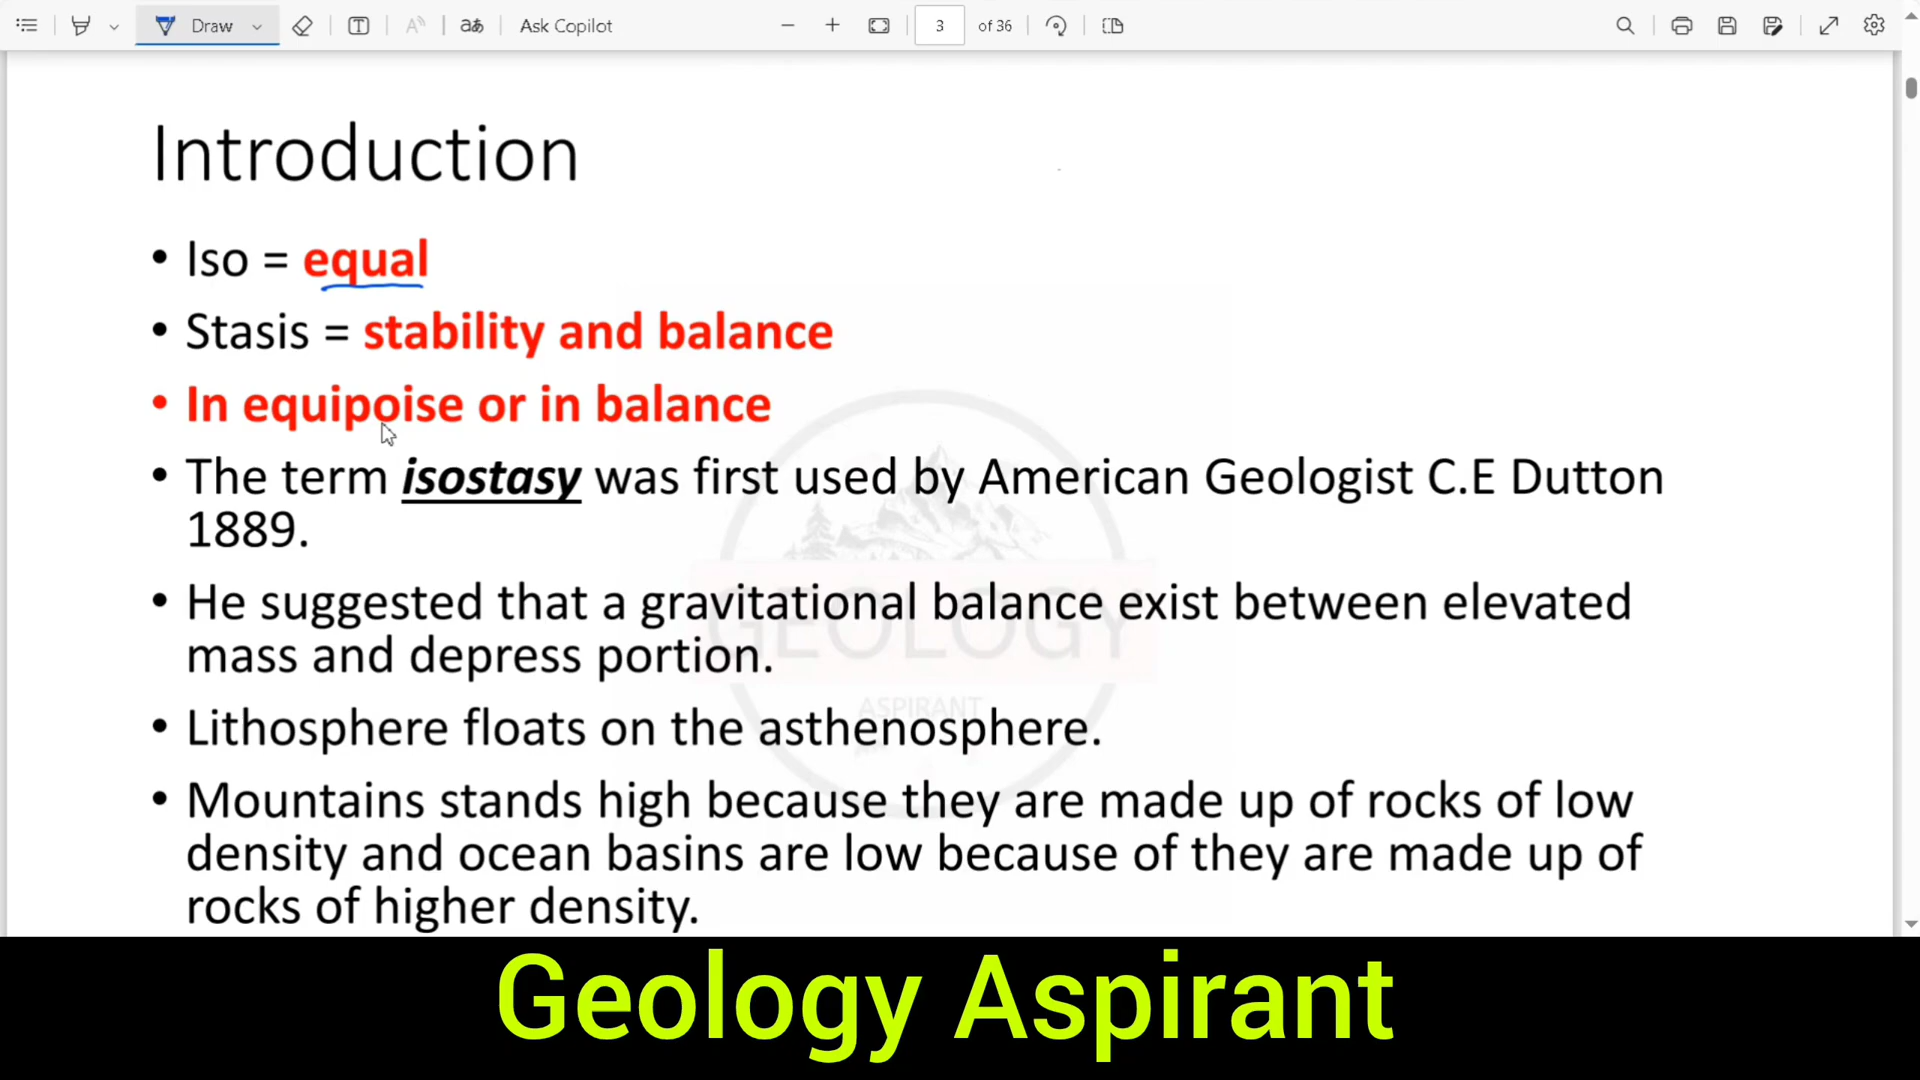 Draw
Ask Copilot
3 of 36
Introduction
• Iso = equal
• Stasis = stability and balance
• In equipoise or in balance
• The term isostasy was first used by American Geologist C.E Dutton
1889.
• He suggested that a gravitational balance exist between elevated
mass and depress portion.
• Lithosphere floats on the asthenosphere.
• Mountains stands high because they are made up of rocks of low
density and ocean basins are low because of they are made up of
rocks of higher density.
GEOLOGY
ASPIRANT
Geology Aspirant